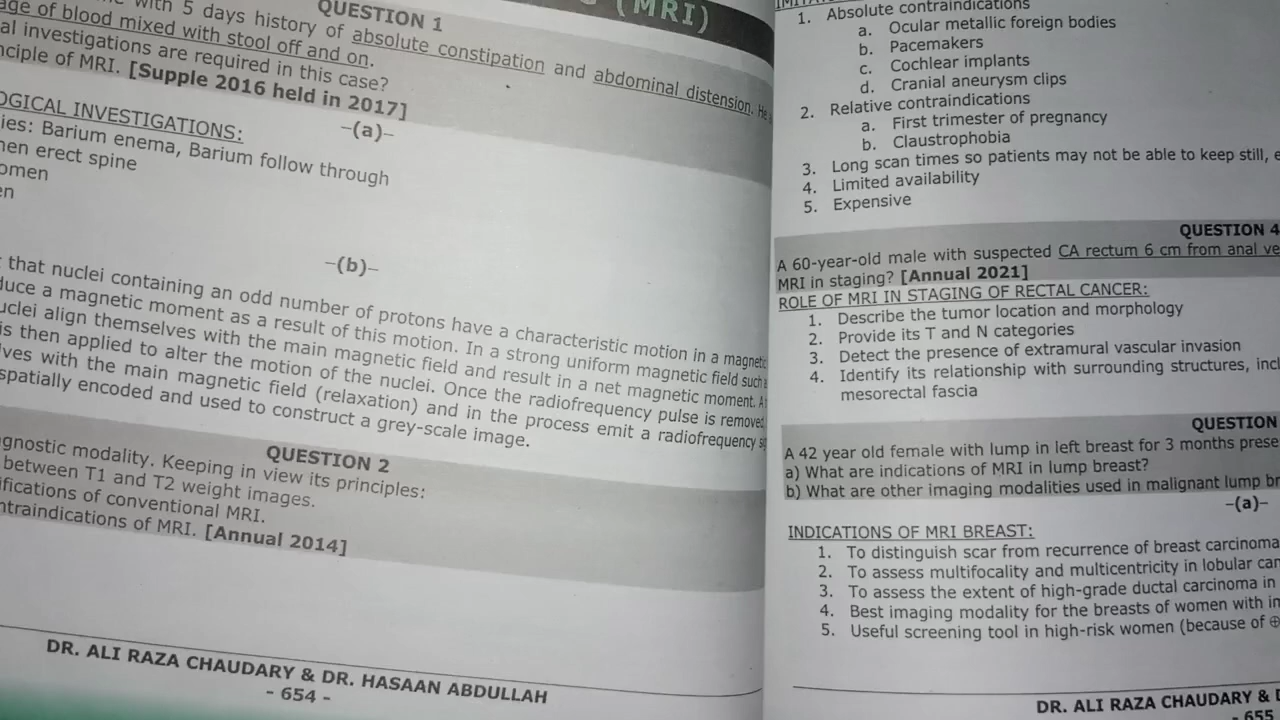 (MRI)
QUESTION 1
with 5 days history of absolute constipation and abdominal distension. He
of blood mixed with stool off and on.
al investigations are required in this case?
nciple of MRI. [Supple 2016 held in 2017]
–(a)–
OGICAL INVESTIGATIONS:
ies: Barium enema, Barium follow through
en erect spine
omen
en
–(b)–
that nuclei containing an odd number of protons have a characteristic motion in a magnetic
duce a magnetic moment as a result of this motion. In a strong uniform magnetic field such
uclei align themselves with the main magnetic field and result in a net magnetic moment. A
is then applied to alter the motion of the nuclei. Once the radiofrequency pulse is removed
lves with the main magnetic field (relaxation) and in the process emit a radiofrequency
spatially encoded and used to construct a grey-scale image.
QUESTION 2
gnostic modality. Keeping in view its principles:
between T1 and T2 weight images.
ifications of conventional MRI.
ntraindications of MRI. [Annual 2014]
DR. ALI RAZA CHAUDARY & DR. HASAAN ABDULLAH
- 654 -
1. Absolute contraindications
a. Ocular metallic foreign bodies
b. Pacemakers
c. Cochlear implants
d. Cranial aneurysm clips
2. Relative contraindications
a. First trimester of pregnancy
b. Claustrophobia
3. Long scan times so patients may not be able to keep still, e
4. Limited availability
5. Expensive
QUESTION 4
A 60-year-old male with suspected CA rectum 6 cm from anal ve
MRI in staging? [Annual 2021]
ROLE OF MRI IN STAGING OF RECTAL CANCER:
1. Describe the tumor location and morphology
2. Provide its T and N categories
3. Detect the presence of extramural vascular invasion
4. Identify its relationship with surrounding structures, incl
mesorectal fascia
QUESTION
A 42 year old female with lump in left breast for 3 months prese
a) What are indications of MRI in lump breast?
b) What are other imaging modalities used in malignant lump br
–(a)–
INDICATIONS OF MRI BREAST:
1. To distinguish scar from recurrence of breast carcinoma
2. To assess multifocality and multicentricity in lobular car
3. To assess the extent of high-grade ductal carcinoma in
4. Best imaging modality for the breasts of women with im
5. Useful screening tool in high-risk women (because of ⊕
DR. ALI RAZA CHAUDARY & D
- 655